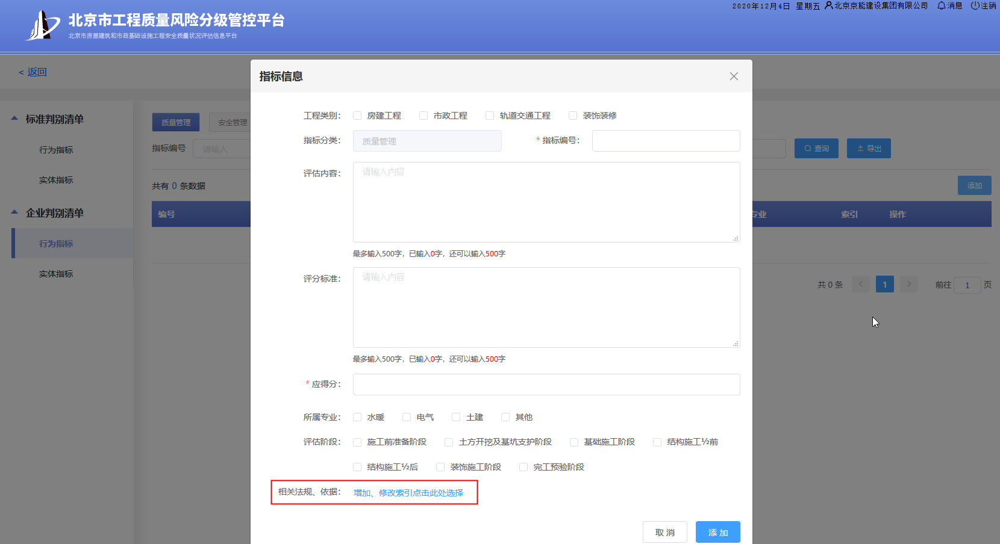 2020年12月4日 星期五 北京京能建设集团有限公司 消息 注销
北京市工程质量风险分级管控平台
北京市房屋建筑和市政基础设施工程安全质量状况评估信息平台
< 返回
标准判别清单
行为指标
实体指标
企业判别清单
行为指标
实体指标
质量管理 安全管理
指标编号 请输入
查询 导出
共有 0 条数据
添加
编号 专业 索引 操作
共 0 条 < 1 > 前往 1 页
指标信息
工程类别： 房建工程 市政工程 轨道交通工程 装饰装修
指标分类： 质量管理 * 指标编号：
评估内容： 请输入内容
最多输入500字，已输入0字，还可以输入500字
评分标准： 请输入内容
最多输入500字，已输入0字，还可以输入500字
* 应得分：
所属专业： 水暖 电气 土建 其他
评估阶段： 施工前准备阶段 土方开挖及基坑支护阶段 基础施工阶段 结构施工½前
结构施工½后 装饰施工阶段 完工预验阶段
相关法规、依据： 增加、修改索引点击此处选择
取 消 添 加